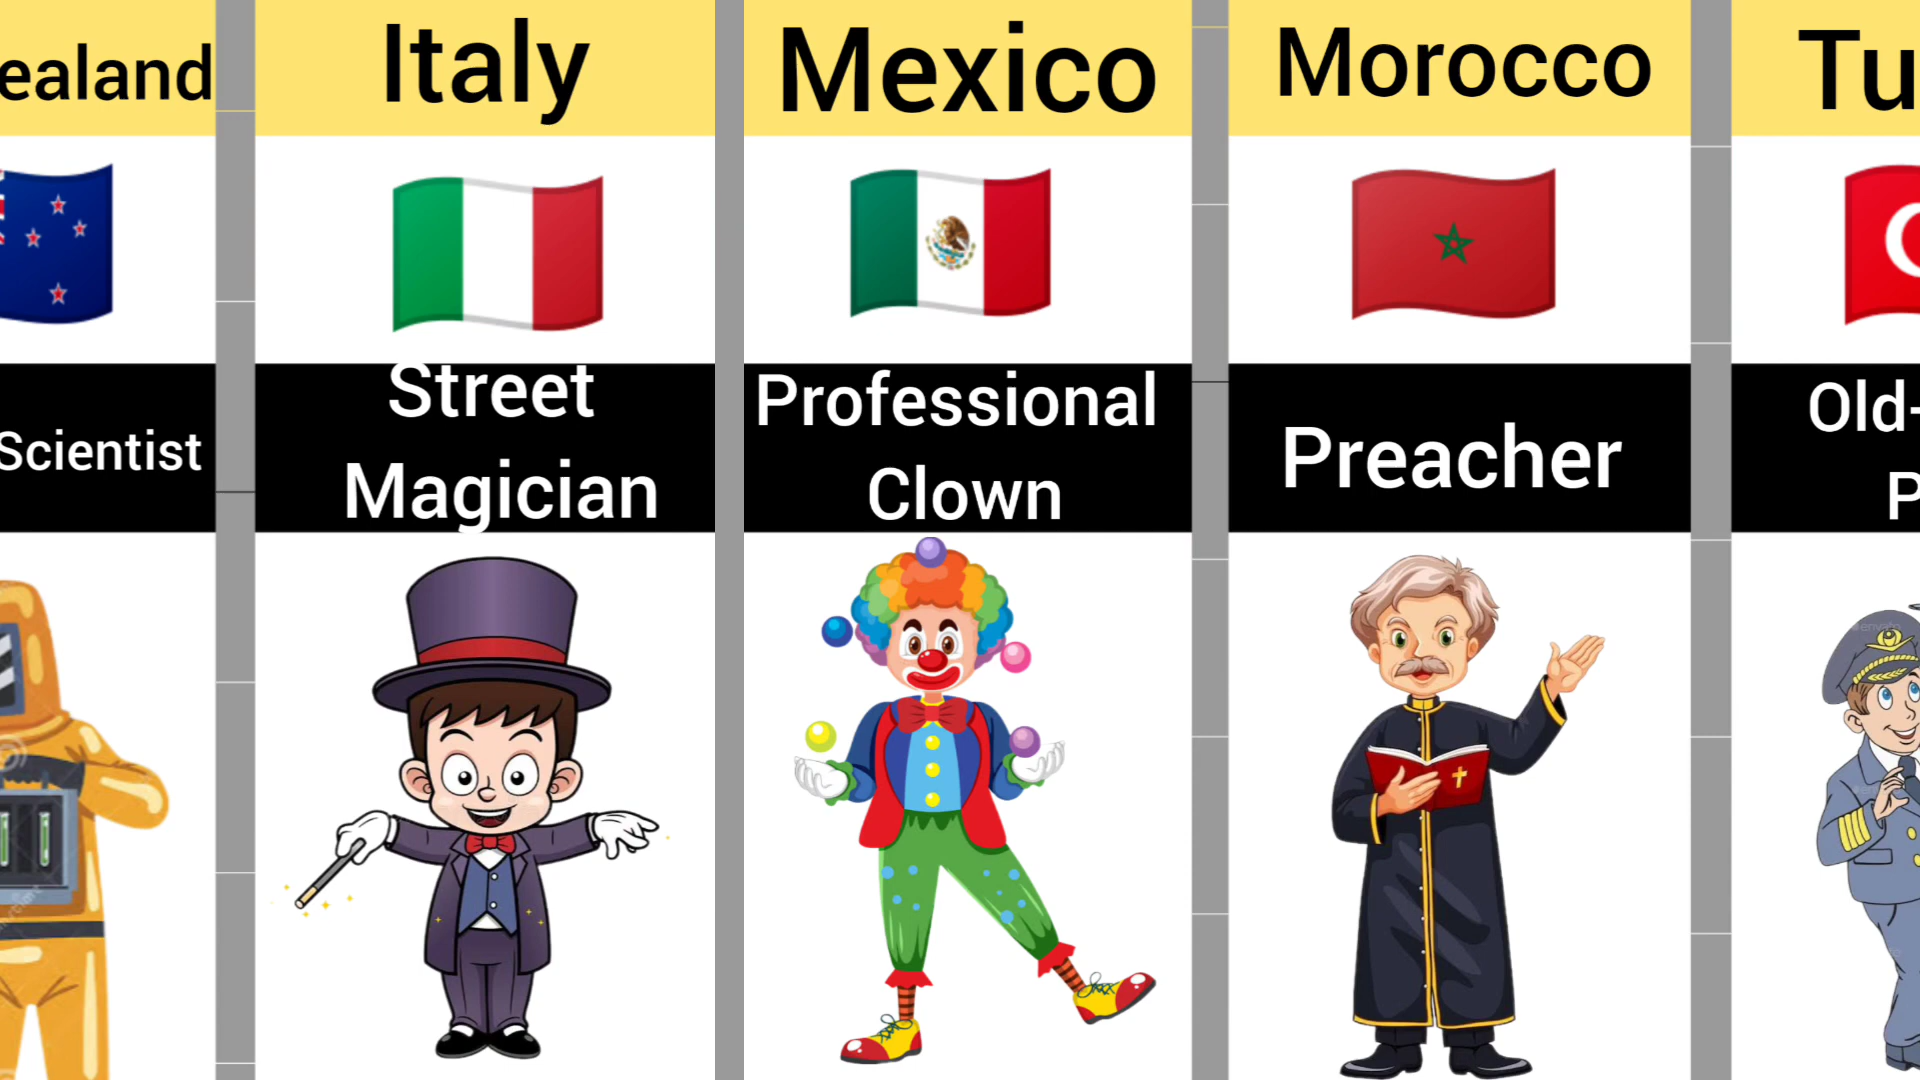 ealand
Scientist
Italy
Street
Magician
Mexico
Professional
Clown
Morocco
Preacher
Tu
Old-
P